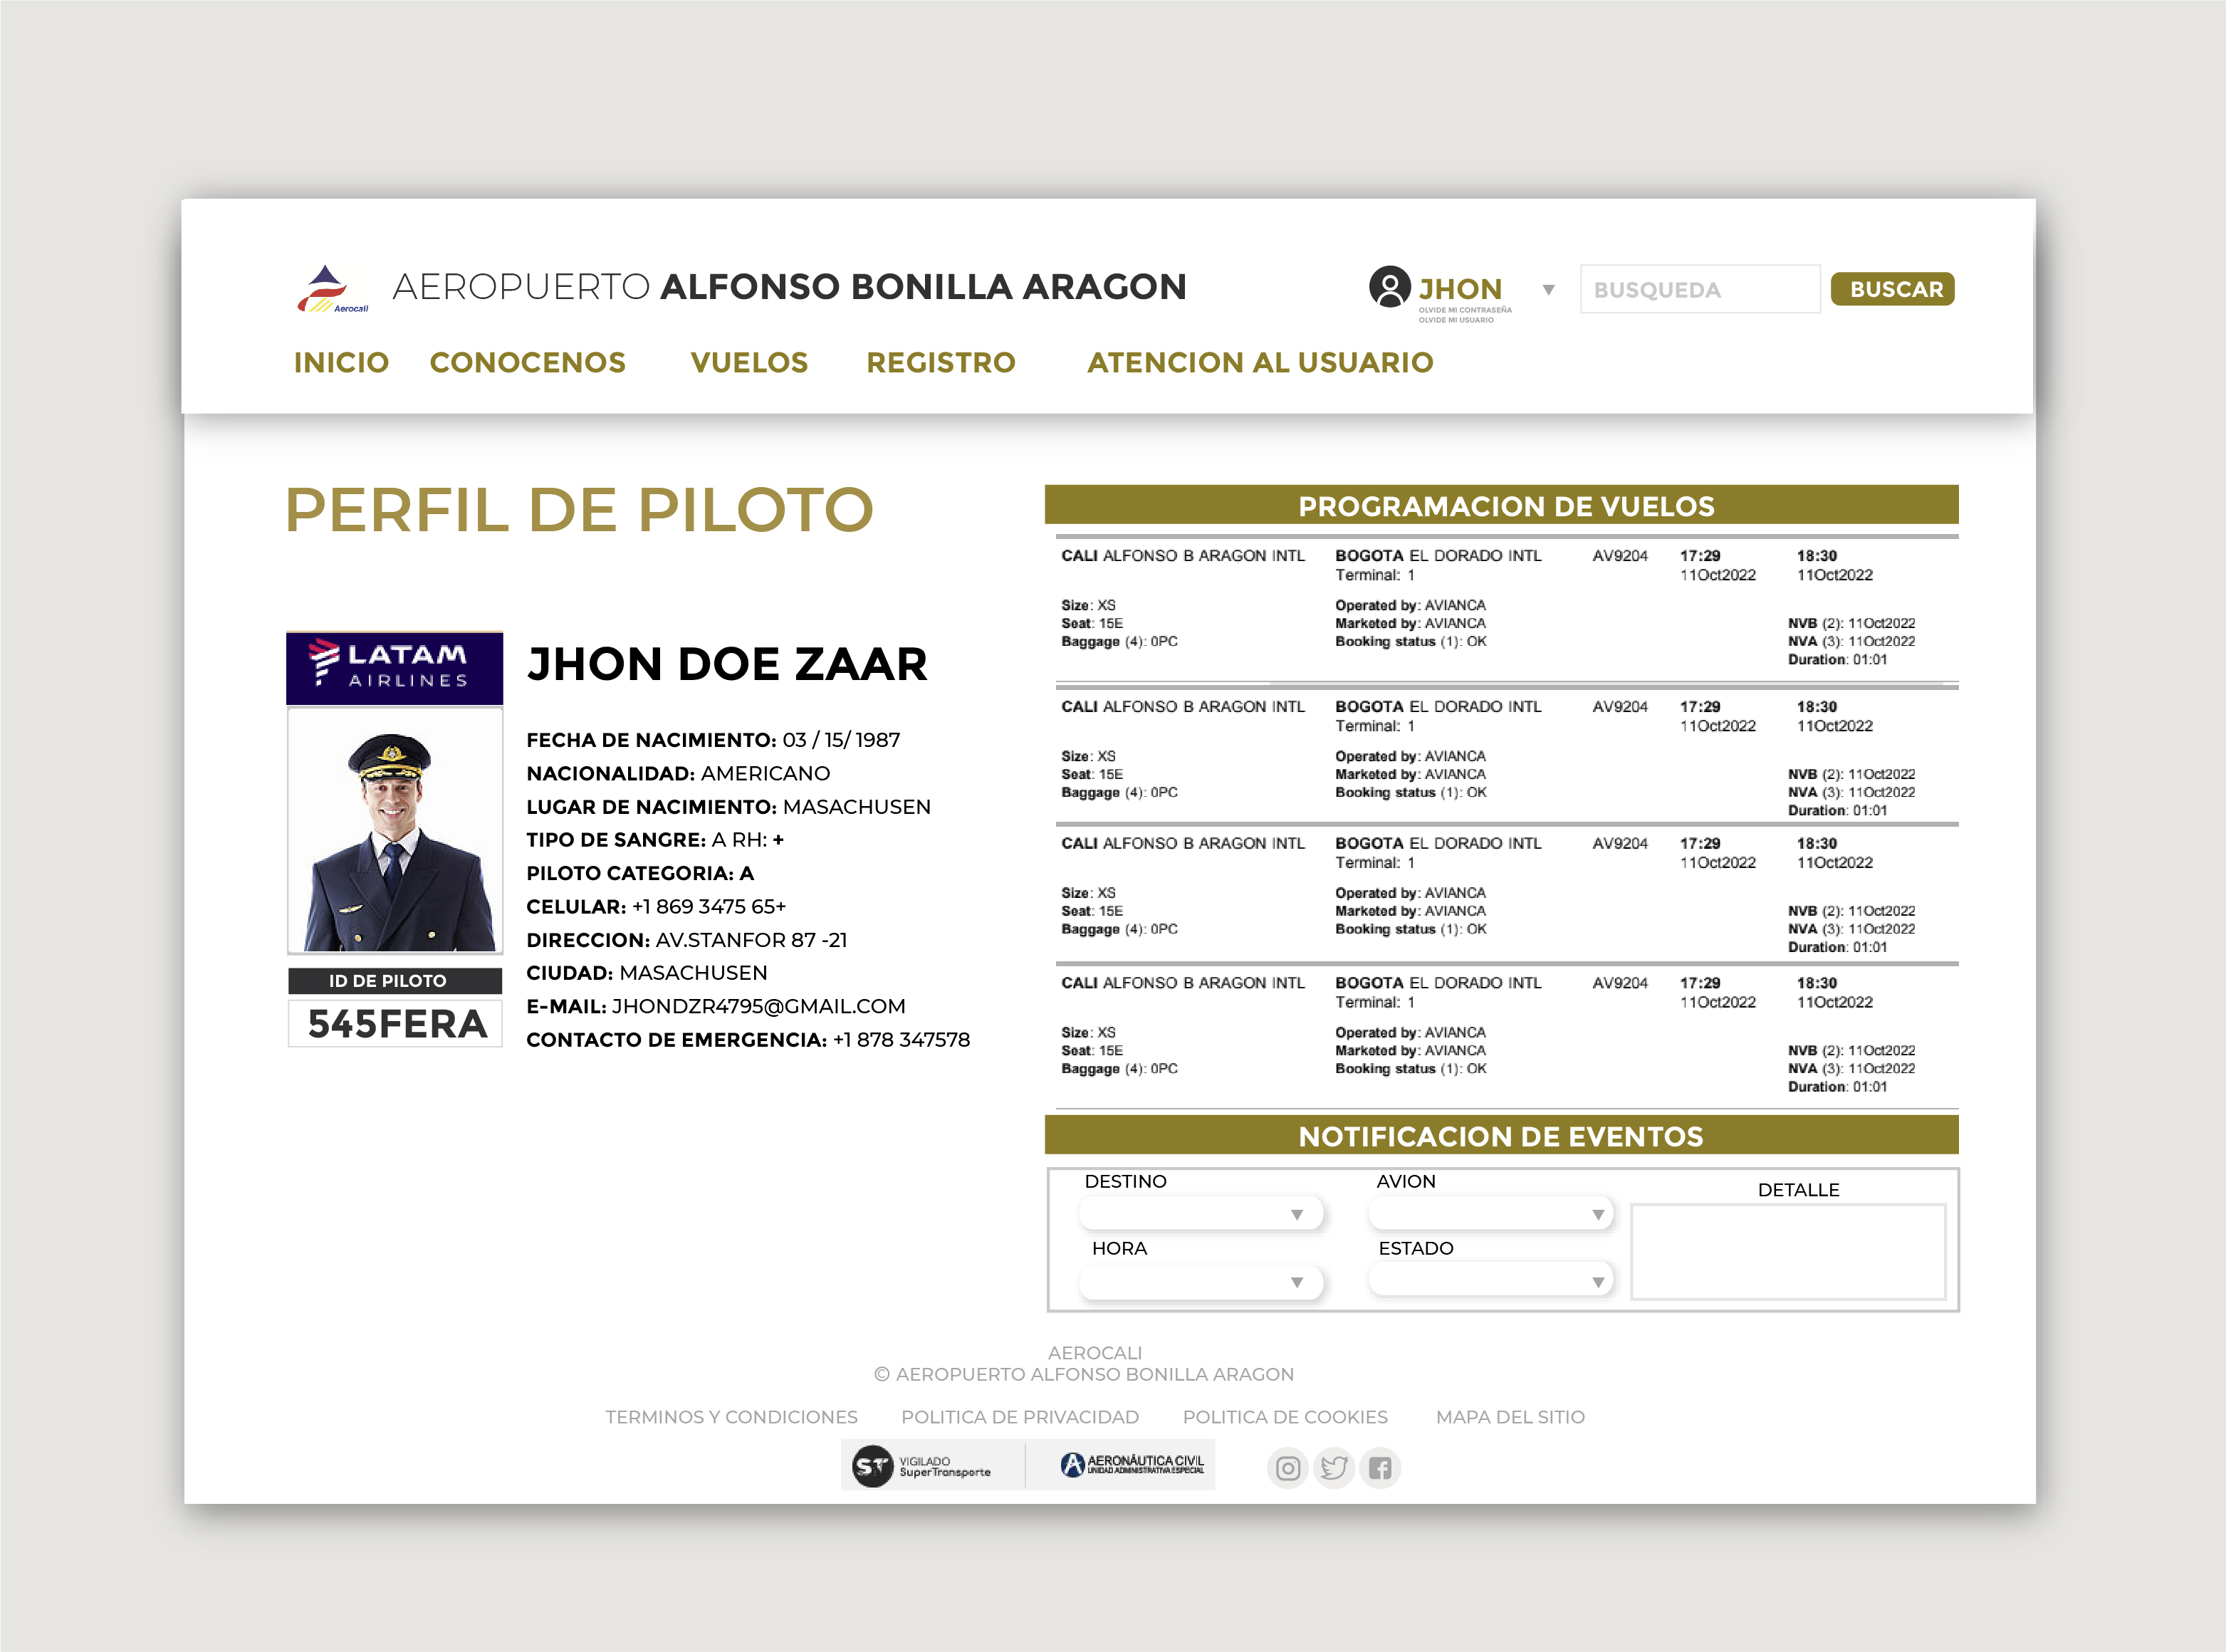 Aerocali
AEROPUERTO ALFONSO BONILLA ARAGON
JHON
OLVIDE MI CONTRASEÑA
OLVIDE MI USUARIO
BUSQUEDA
BUSCAR
INICIO CONOCENOS VUELOS REGISTRO ATENCION AL USUARIO
PERFIL DE PILOTO
LATAM
AIRLINES
ID DE PILOTO
545FERA
JHON DOE ZAAR
FECHA DE NACIMIENTO: 03 / 15/ 1987
NACIONALIDAD: AMERICANO
LUGAR DE NACIMIENTO: MASACHUSEN
TIPO DE SANGRE: A RH: +
PILOTO CATEGORIA: A
CELULAR: +1 869 3475 65+
DIRECCION: AV.STANFOR 87 -21
CIUDAD: MASACHUSEN
E-MAIL: JHONDZR4795@GMAIL.COM
CONTACTO DE EMERGENCIA: +1 878 347578
PROGRAMACION DE VUELOS
CALI ALFONSO B ARAGON INTL BOGOTA EL DORADO INTL AV9204 17:29 18:30
Terminal: 1 11Oct2022 11Oct2022
Size: XS Operated by: AVIANCA
Seat: 15E Marketed by: AVIANCA NVB (2): 11Oct2022
Baggage (4): 0PC Booking status (1): OK NVA (3): 11Oct2022
Duration: 01:01
CALI ALFONSO B ARAGON INTL BOGOTA EL DORADO INTL AV9204 17:29 18:30
Terminal: 1 11Oct2022 11Oct2022
Size: XS Operated by: AVIANCA
Seat: 15E Marketed by: AVIANCA NVB (2): 11Oct2022
Baggage (4): 0PC Booking status (1): OK NVA (3): 11Oct2022
Duration: 01:01
CALI ALFONSO B ARAGON INTL BOGOTA EL DORADO INTL AV9204 17:29 18:30
Terminal: 1 11Oct2022 11Oct2022
Size: XS Operated by: AVIANCA
Seat: 15E Marketed by: AVIANCA NVB (2): 11Oct2022
Baggage (4): 0PC Booking status (1): OK NVA (3): 11Oct2022
Duration: 01:01
CALI ALFONSO B ARAGON INTL BOGOTA EL DORADO INTL AV9204 17:29 18:30
Terminal: 1 11Oct2022 11Oct2022
Size: XS Operated by: AVIANCA
Seat: 15E Marketed by: AVIANCA NVB (2): 11Oct2022
Baggage (4): 0PC Booking status (1): OK NVA (3): 11Oct2022
Duration: 01:01
NOTIFICACION DE EVENTOS
DESTINO AVION DETALLE
HORA ESTADO
AEROCALI
© AEROPUERTO ALFONSO BONILLA ARAGON
TERMINOS Y CONDICIONES POLITICA DE PRIVACIDAD POLITICA DE COOKIES MAPA DEL SITIO
ST VIGILADO
SuperTransporte
AERONÁUTICA CIVIL
UNIDAD ADMINISTRATIVA ESPECIAL